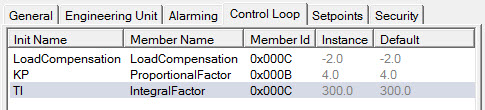 General Engineering Unit Alarming Control Loop Setpoints Security
Init Name Member Name Member Id Instance Default
LoadCompensation LoadCompensation 0x000C -2.0 -2.0
KP ProportionalFactor 0x000B 4.0 4.0
TI IntegralFactor 0x000C 300.0 300.0